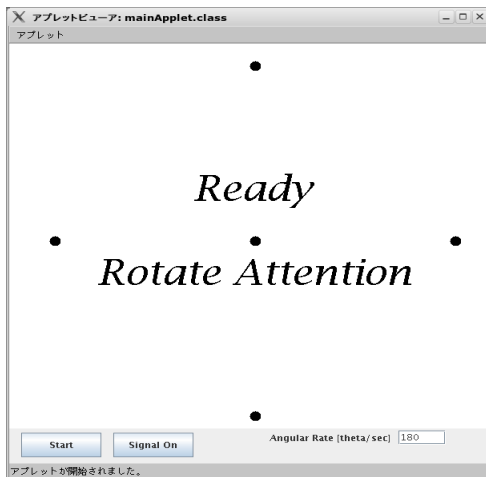 アプレットビューア: mainApplet.class
アプレット
Ready
Rotate Attention
Start
Signal On
Angular Rate [theta/sec] 180
アプレットが開始されました。